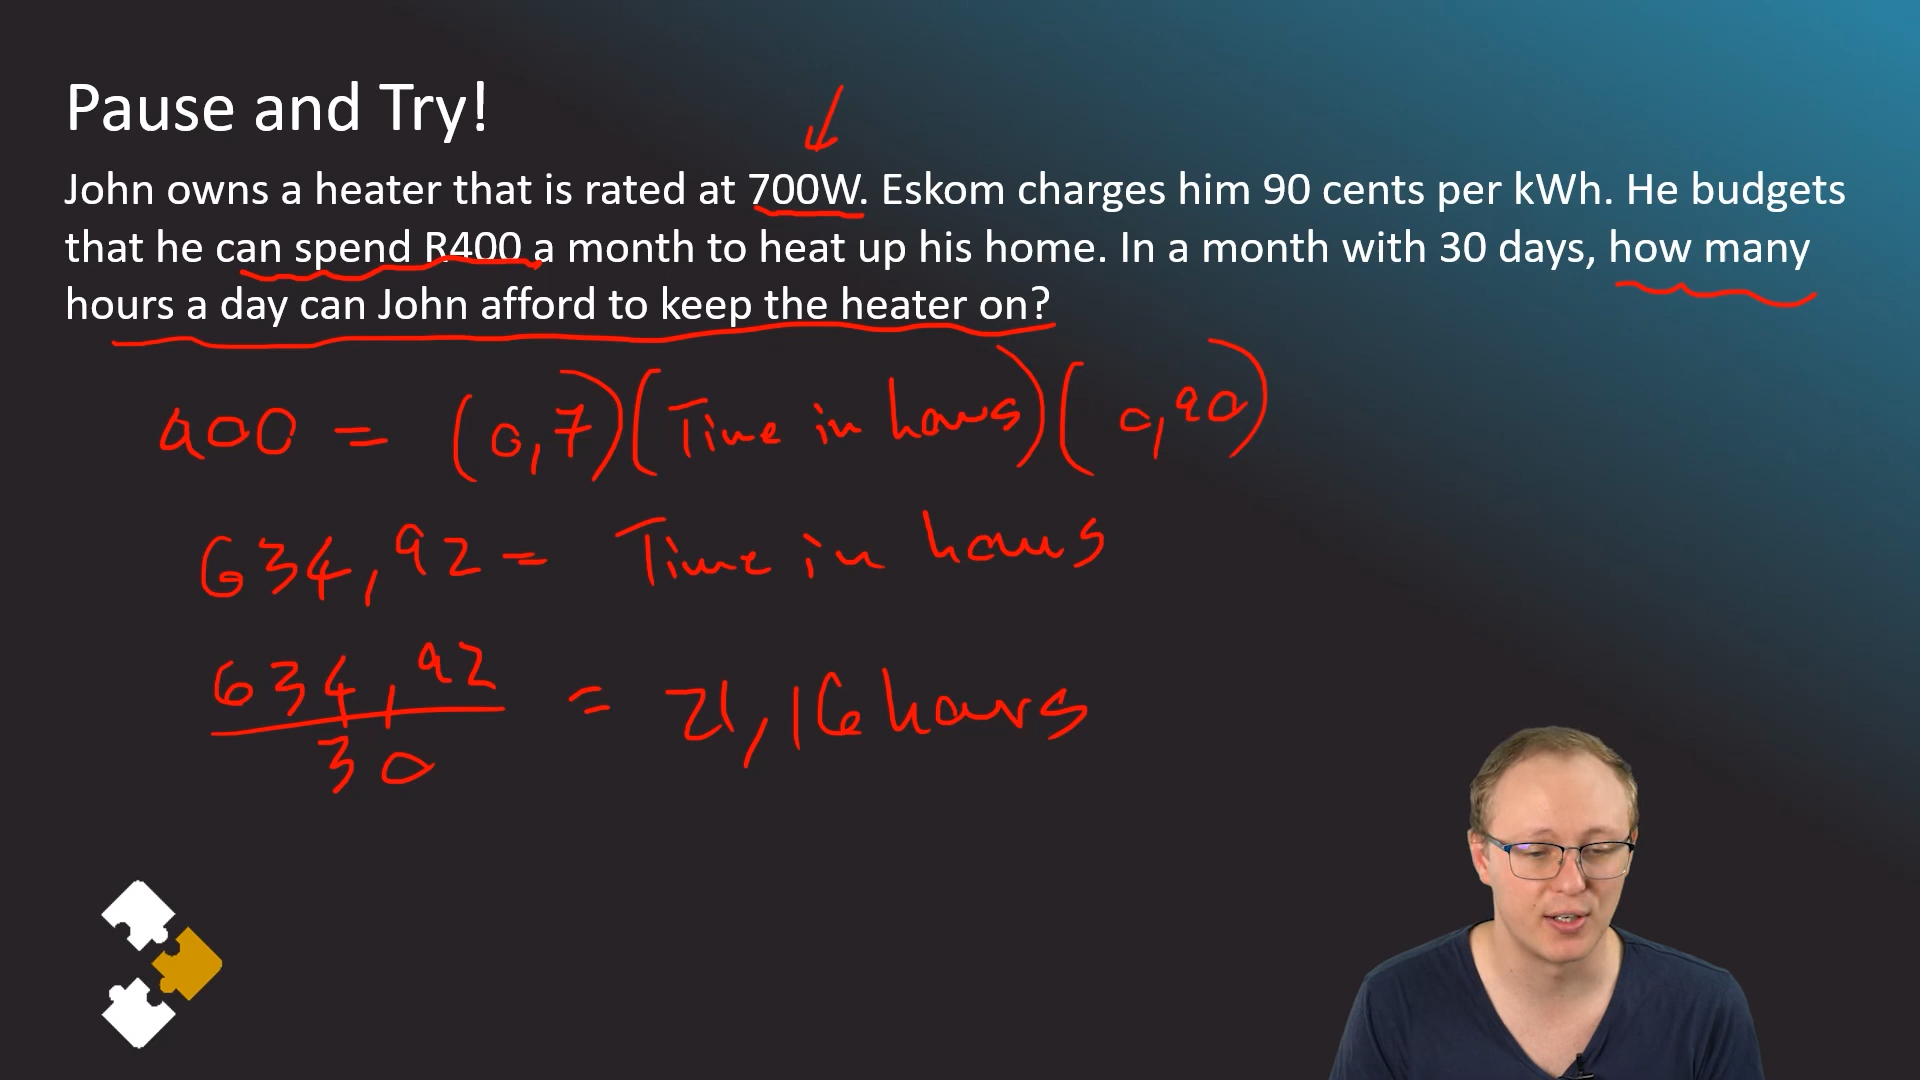 Pause and Try!
John owns a heater that is rated at 700W. Eskom charges him 90 cents per kWh. He budgets
that he can spend R400 a month to heat up his home. In a month with 30 days, how many
hours a day can John afford to keep the heater on?
400 = (0,7)(Time in hours)(0,90)
634,92 = Time in hours
634,92
30
= 21,16 hours